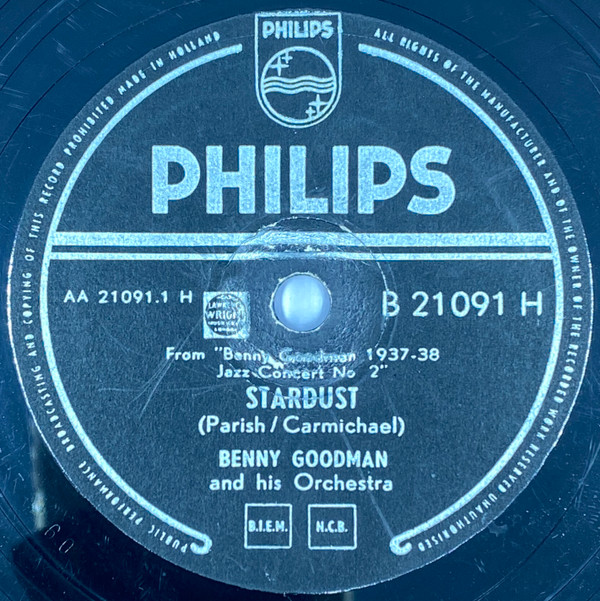 PHILIPS
PUBLIC PERFORMANCE BROADCASTING AND COPYING OF THIS RECORD PROHIBITED MADE IN HOLLAND
ALL RIGHTS OF THE MANUFACTURER AND OF THE OWNER OF THE RECORDED WORK RESERVED UNAUTHORISED
PHILIPS
AA 21091.1 H
WRIGHT
B 21091 H
From "Benny Goodman 1937-38
Jazz Concert No 2"
STARDUST
(Parish/Carmichael)
BENNY GOODMAN
and his Orchestra
B.I.E.M.
N.C.B.